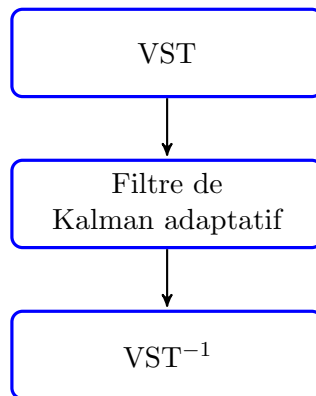 VST
Filtre de
Kalman adaptatif
VST⁻¹